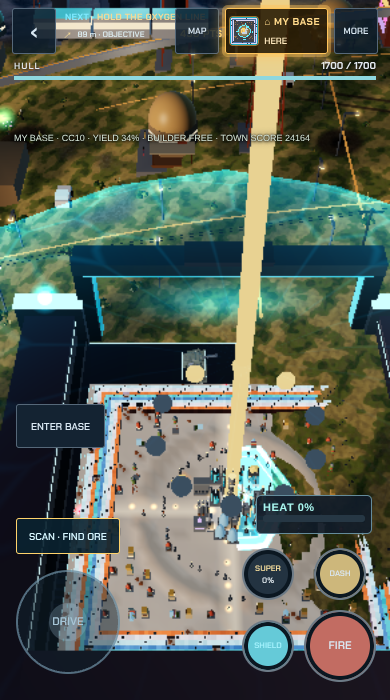 <
NEXT · HOLD THE OXYGE
89 m · OBJECTIVE
MAP
⌂ MY BASE
HERE
MORE
HULL
1700 / 1700
MY BASE · CC10 · YIELD 34% · BUILDER FREE · TOWN SCORE 24164
ENTER BASE
HEAT 0%
SCAN · FIND ORE
SUPER
0%
DASH
DRIVE
SHIELD
FIRE